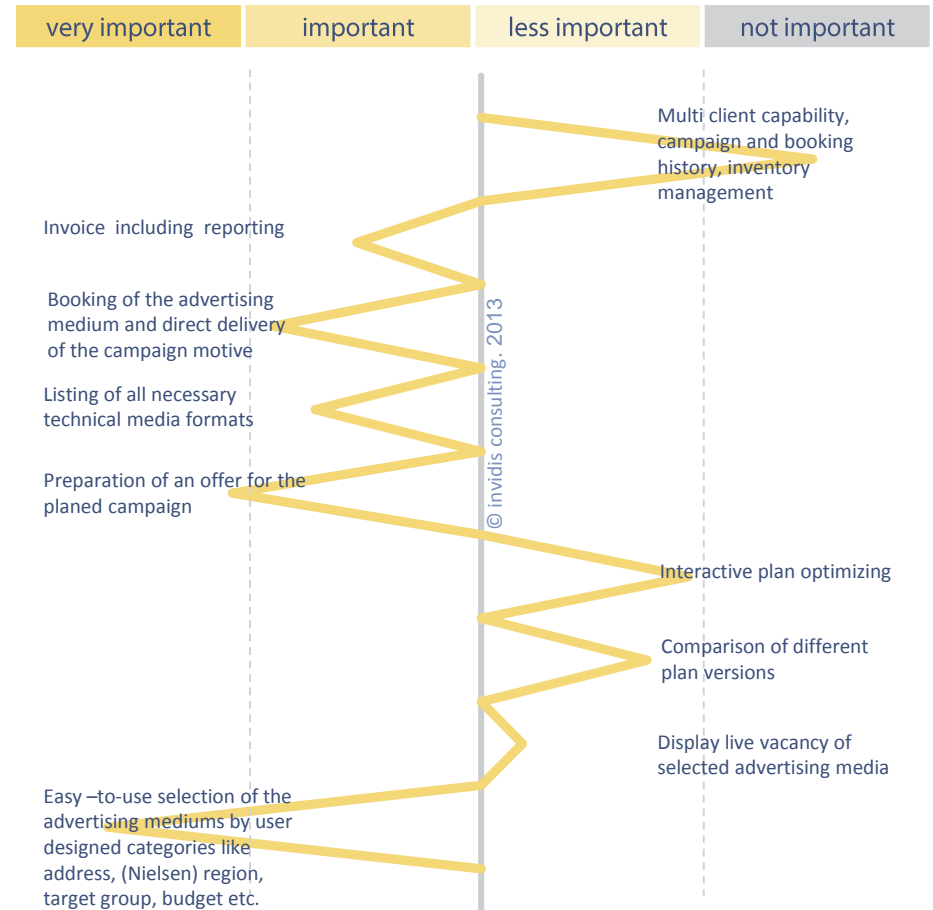 very important
important
less important
not important
Multi client capability,
campaign and booking
history, inventory
management
Invoice including reporting
Booking of the advertising
medium and direct delivery
of the campaign motive
© invidis consulting. 2013
Listing of all necessary
technical media formats
Preparation of an offer for the
planed campaign
Interactive plan optimizing
Comparison of different
plan versions
Display live vacancy of
selected advertising media
Easy –to-use selection of the
advertising mediums by user
designed categories like
address, (Nielsen) region,
target group, budget etc.